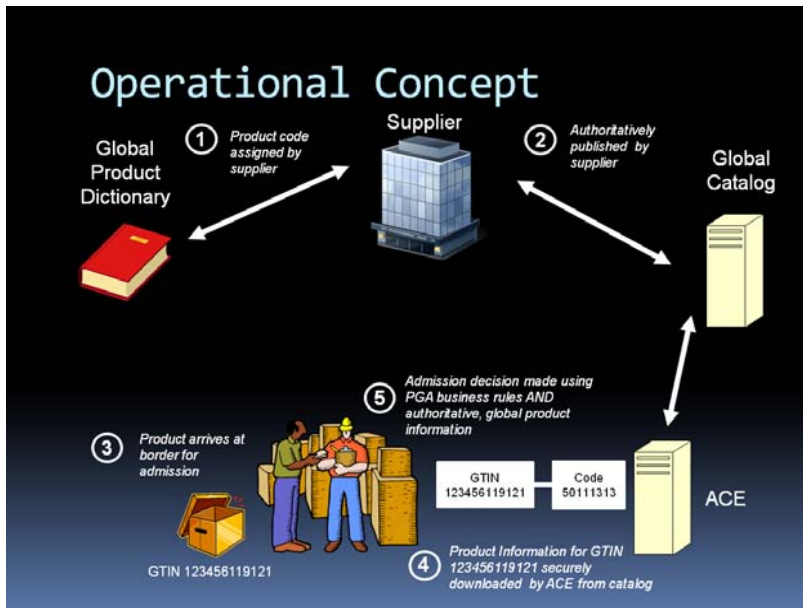 Operational Concept
Global
Product
Dictionary
1
Product code
assigned by
supplier
Supplier
2
Authoritatively
published by
supplier
Global
Catalog
5
Admission decision made using
PGA business rules AND
authoritative, global product
information
3
Product arrives at
border for
admission
GTIN
123456119121
Code
50111313
ACE
GTIN 123456119121
4
Product Information for GTIN
123456119121 securely
downloaded by ACE from catalog